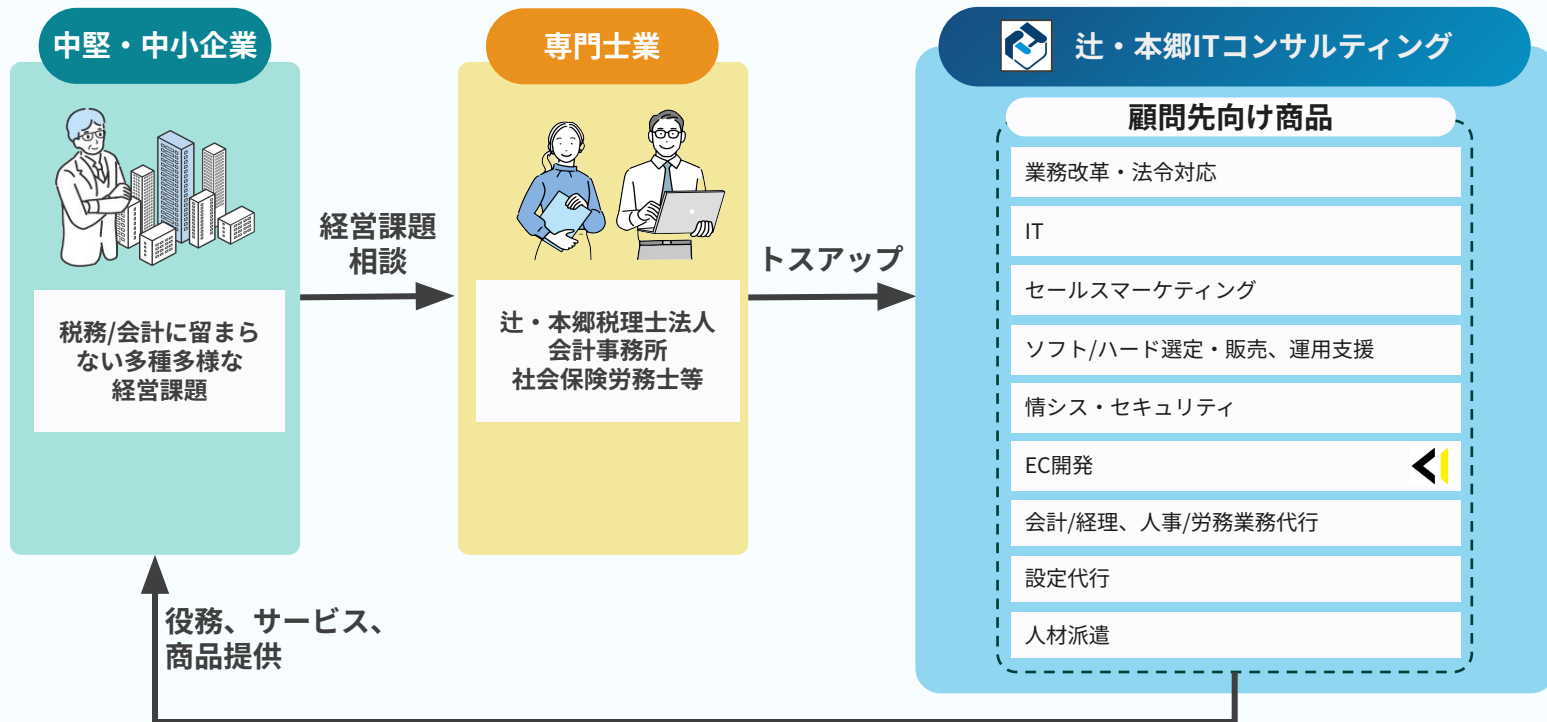 中堅・中小企業
専門士業
辻・本郷ITコンサルティング
顧問先向け商品
業務改革・法令対応
IT
セールスマーケティング
ソフト/ハード選定・販売、運用支援
情シス・セキュリティ
EC開発
会計/経理、人事/労務業務代行
設定代行
人材派遣
経営課題
相談
トスアップ
税務/会計に留まら
ない多種多様な
経営課題
辻・本郷税理士法人
会計事務所
社会保険労務士等
役務、サービス、
商品提供